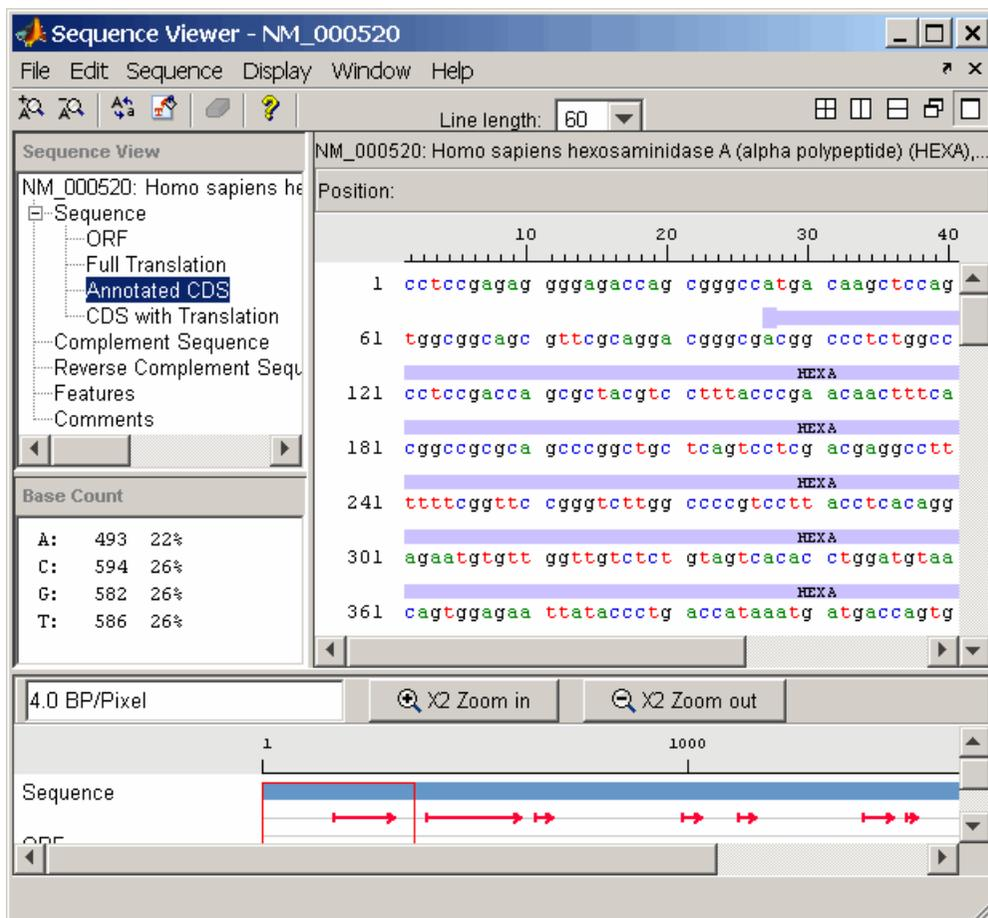 Sequence Viewer - NM_000520
File Edit Sequence Display Window Help
Line length: 60
Sequence View
NM_000520: Homo sapiens he
Sequence
ORF
Full Translation
Annotated CDS
CDS with Translation
Complement Sequence
Reverse Complement Sequ
Features
Comments
Base Count
A: 493 22%
C: 594 26%
G: 582 26%
T: 586 26%
NM_000520: Homo sapiens hexosaminidase A (alpha polypeptide) (HEXA),...
Position:
10 20 30 40
1 cctccgagag gggagaccag cgggccatga caagctccag
61 tggcggcagc gttcgcagga cgggcgacgg ccctctggcc
HEXA
121 cctccgacca gcgctacgtc ctttacccga acaactttca
HEXA
181 cggccgcgca gcccggctgc tcagtcctcg acgaggcctt
HEXA
241 ttttcggttc cgggtcttgg ccccgtcctt acctcacagg
HEXA
301 agaatgtgtt ggttgtctct gtagtcacac ctggatgtaa
HEXA
361 cagtggagaa ttataccctg accataaatg atgaccagtg
4.0 BP/Pixel
X2 Zoom in
X2 Zoom out
1 1000
Sequence
ORF